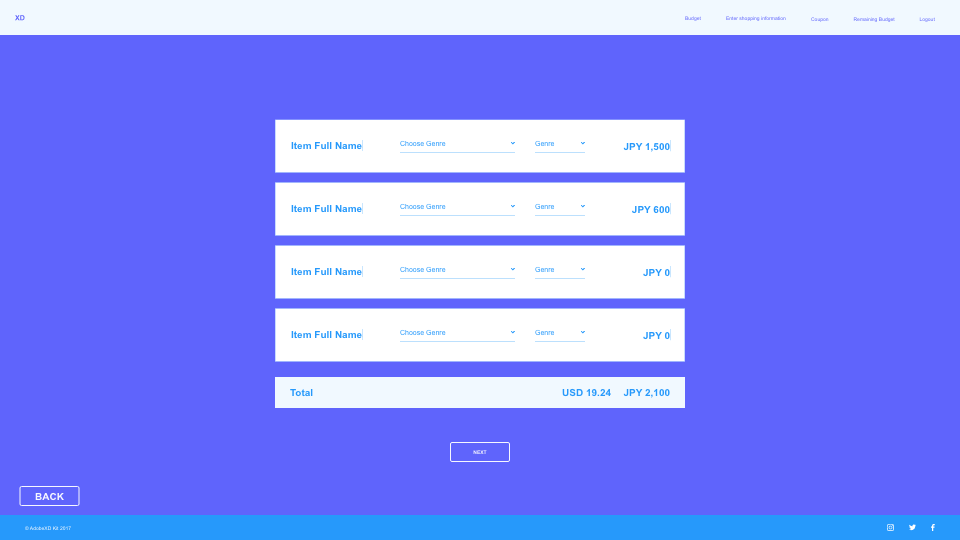 XD
Budget Enter shopping information Coupon Remaining Budget Logout
Item Full Name Choose Genre Genre JPY 1,500
Item Full Name Choose Genre Genre JPY 600
Item Full Name Choose Genre Genre JPY 0
Item Full Name Choose Genre Genre JPY 0
Total USD 19.24 JPY 2,100
NEXT
BACK
© AdobeXD Kit 2017